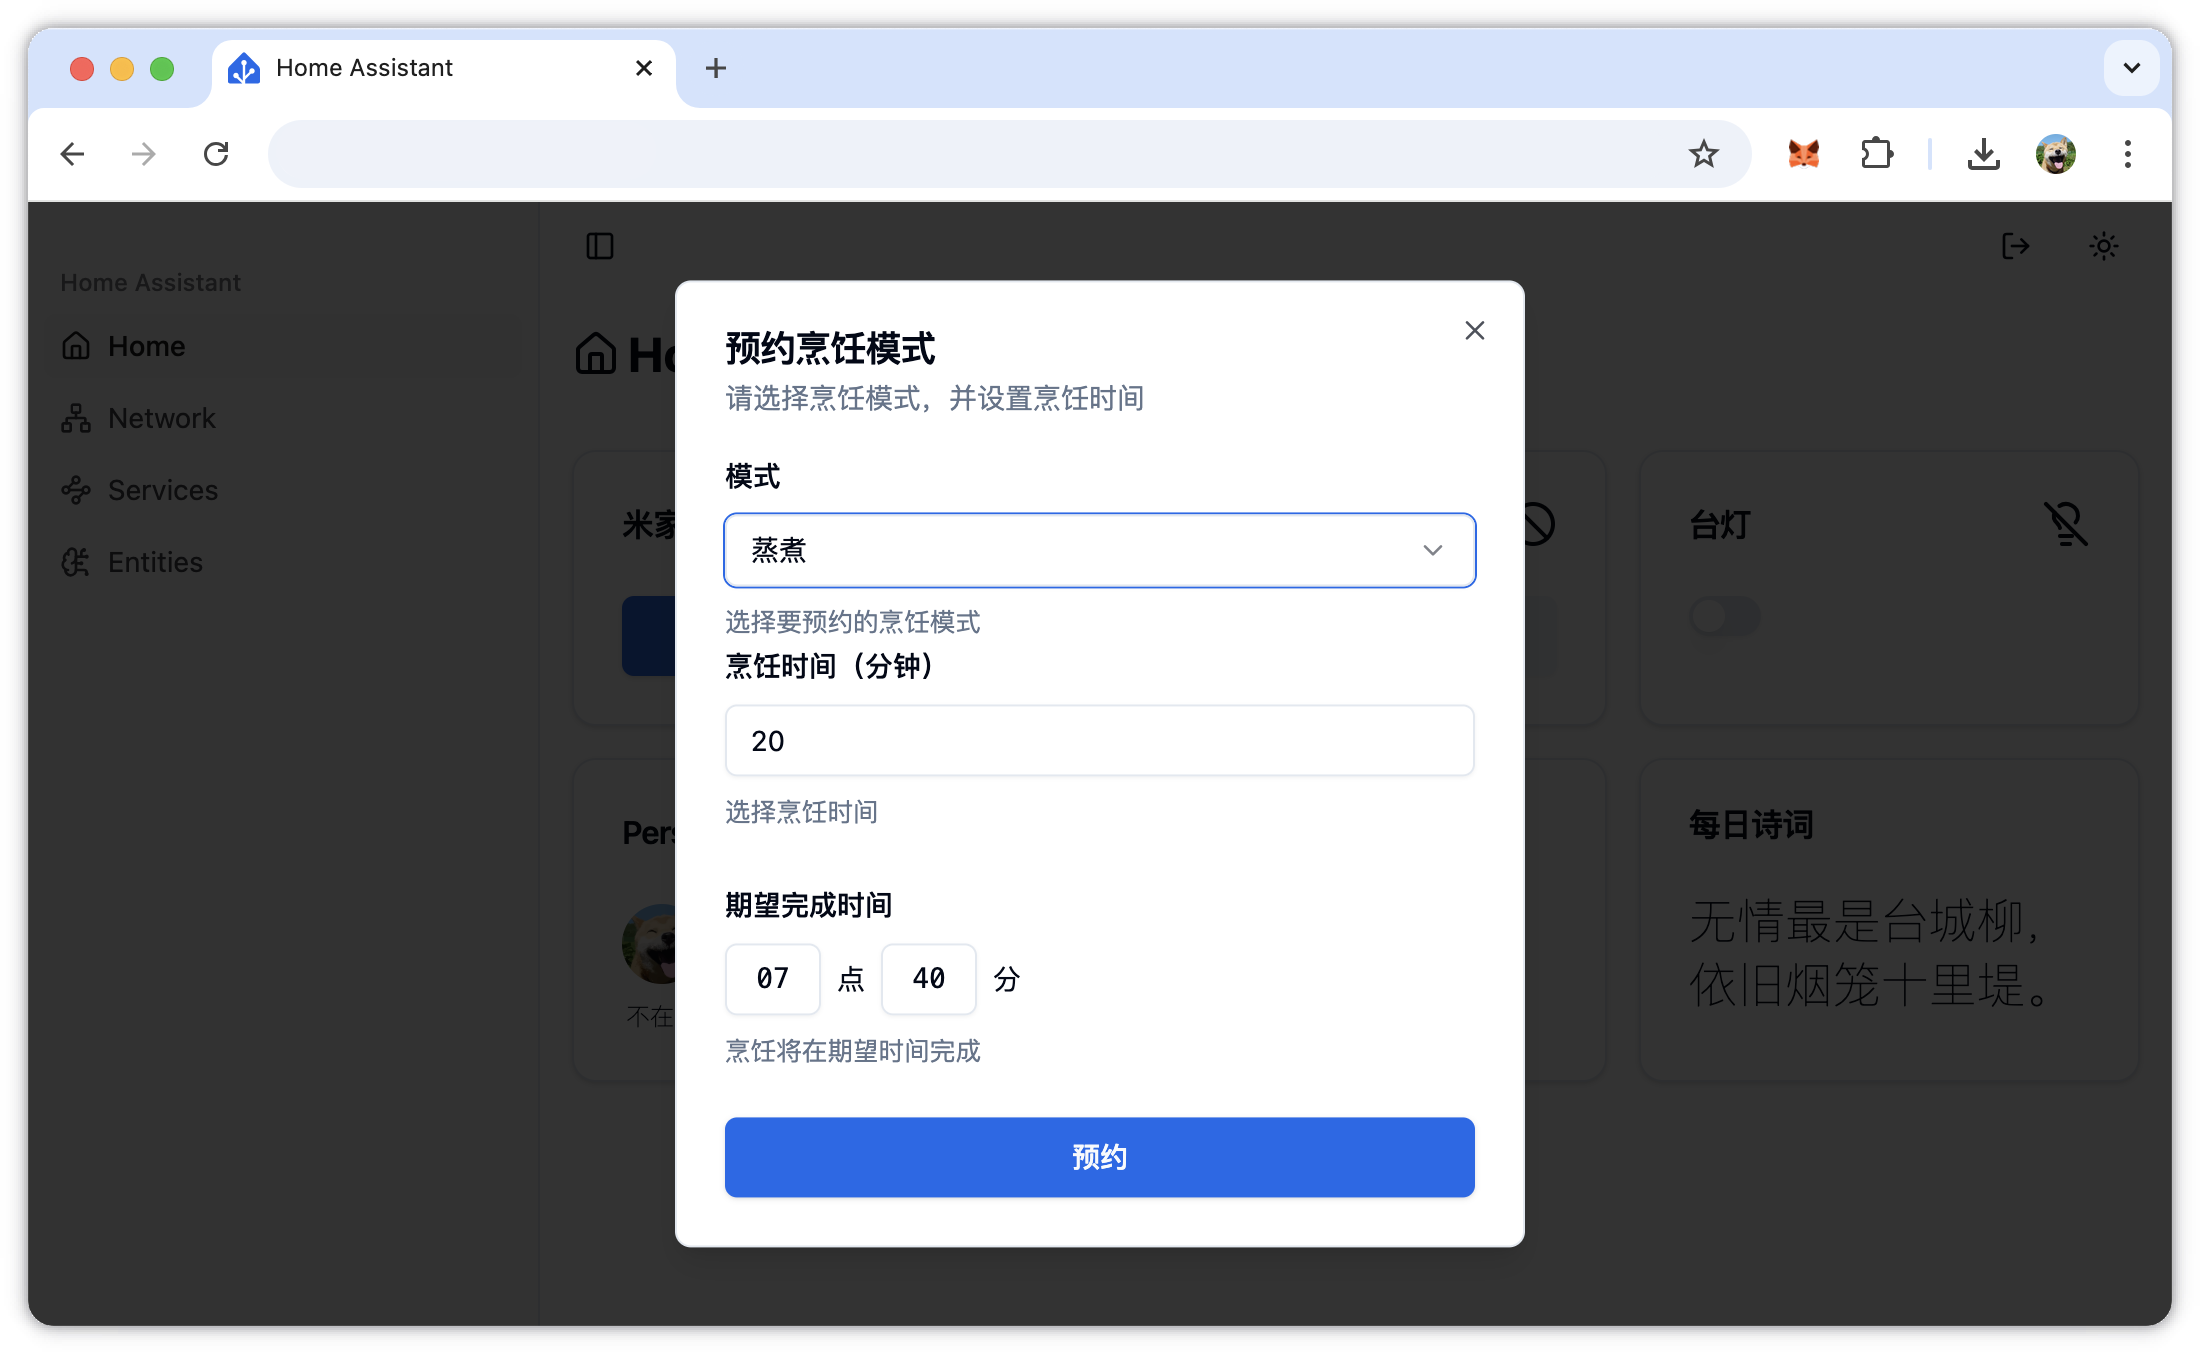 Home Assistant
Home Assistant
Home
Network
Services
Entities
预约烹饪模式
请选择烹饪模式，并设置烹饪时间
模式
蒸煮
选择要预约的烹饪模式
烹饪时间（分钟）
20
选择烹饪时间
期望完成时间
07 点 40 分
烹饪将在期望时间完成
预约
米家
台灯
不在
每日诗词
无情最是台城柳，
依旧烟笼十里堤。